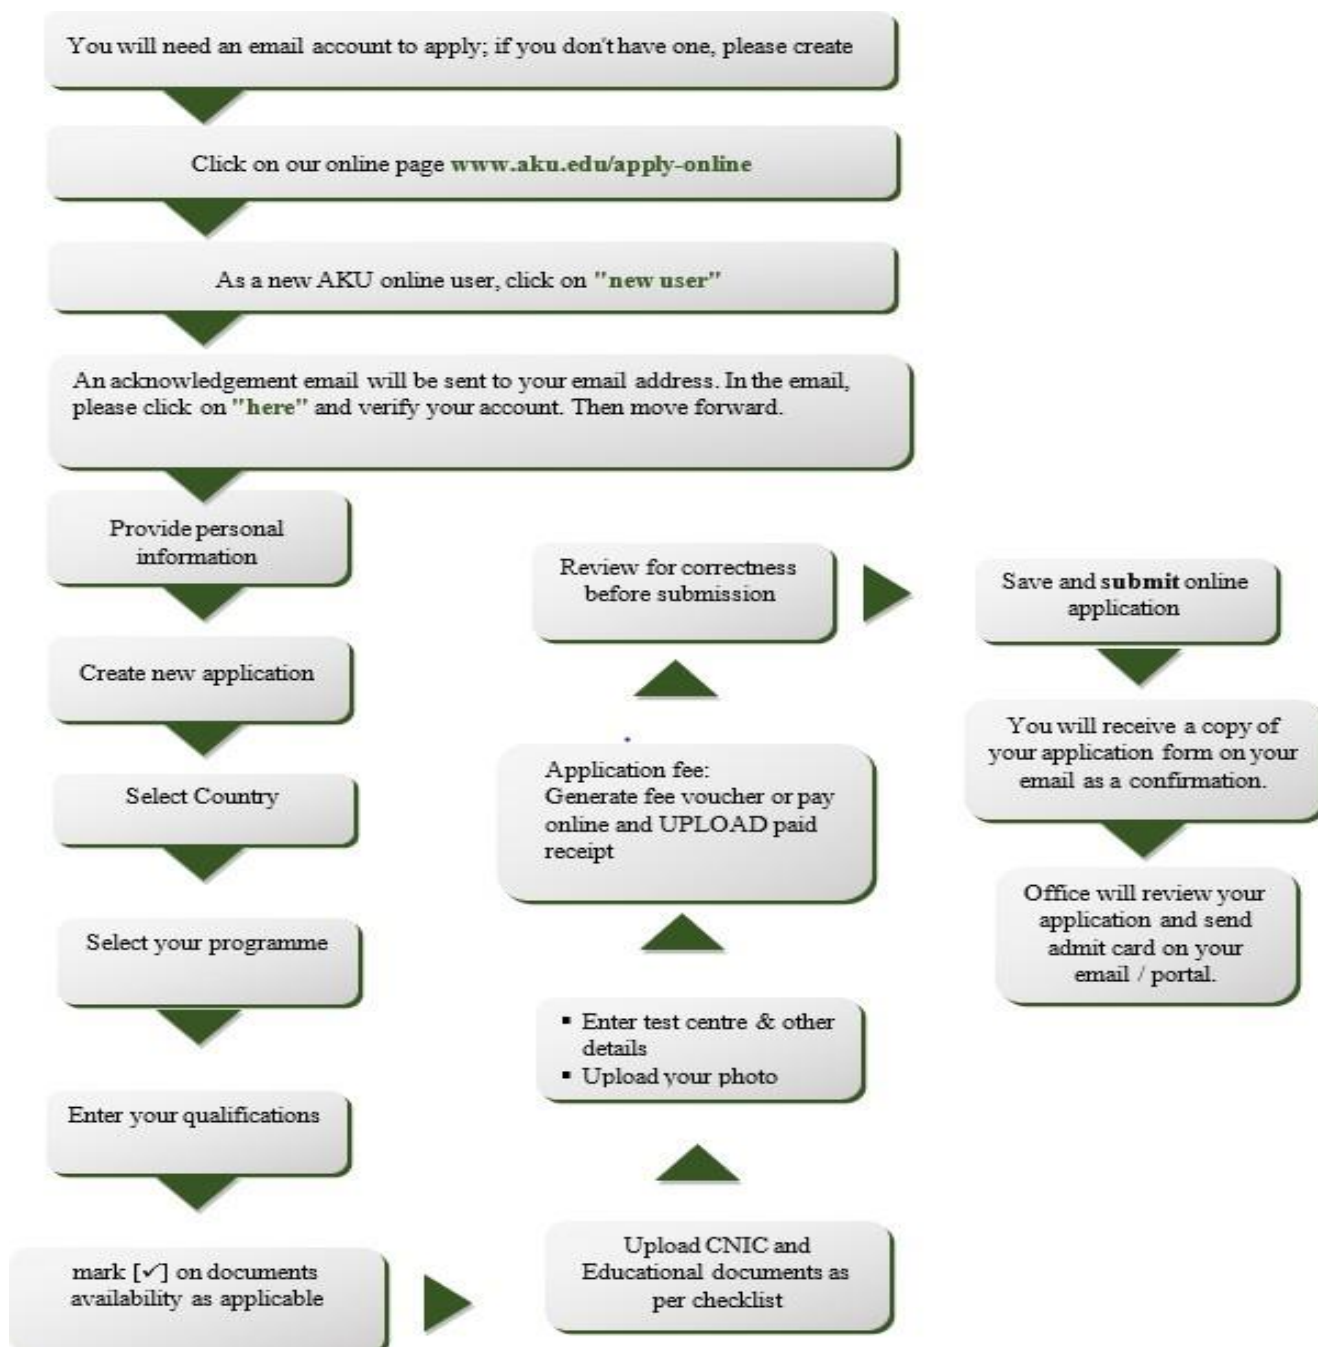 You will need an email account to apply; if you don't have one, please create
Click on our online page www.aku.edu/apply-online
As a new AKU online user, click on "new user"
An acknowledgement email will be sent to your email address. In the email,
please click on "here" and verify your account. Then move forward.
Provide personal
information
Create new application
Select Country
Select your programme
Enter your qualifications
mark [✓] on documents
availability as applicable
Upload CNIC and
Educational documents as
per checklist
▪ Enter test centre & other
details
▪ Upload your photo
Application fee:
Generate fee voucher or pay
online and UPLOAD paid
receipt
Review for correctness
before submission
Save and submit online
application
You will receive a copy of
your application form on your
email as a confirmation.
Office will review your
application and send
admit card on your
email / portal.